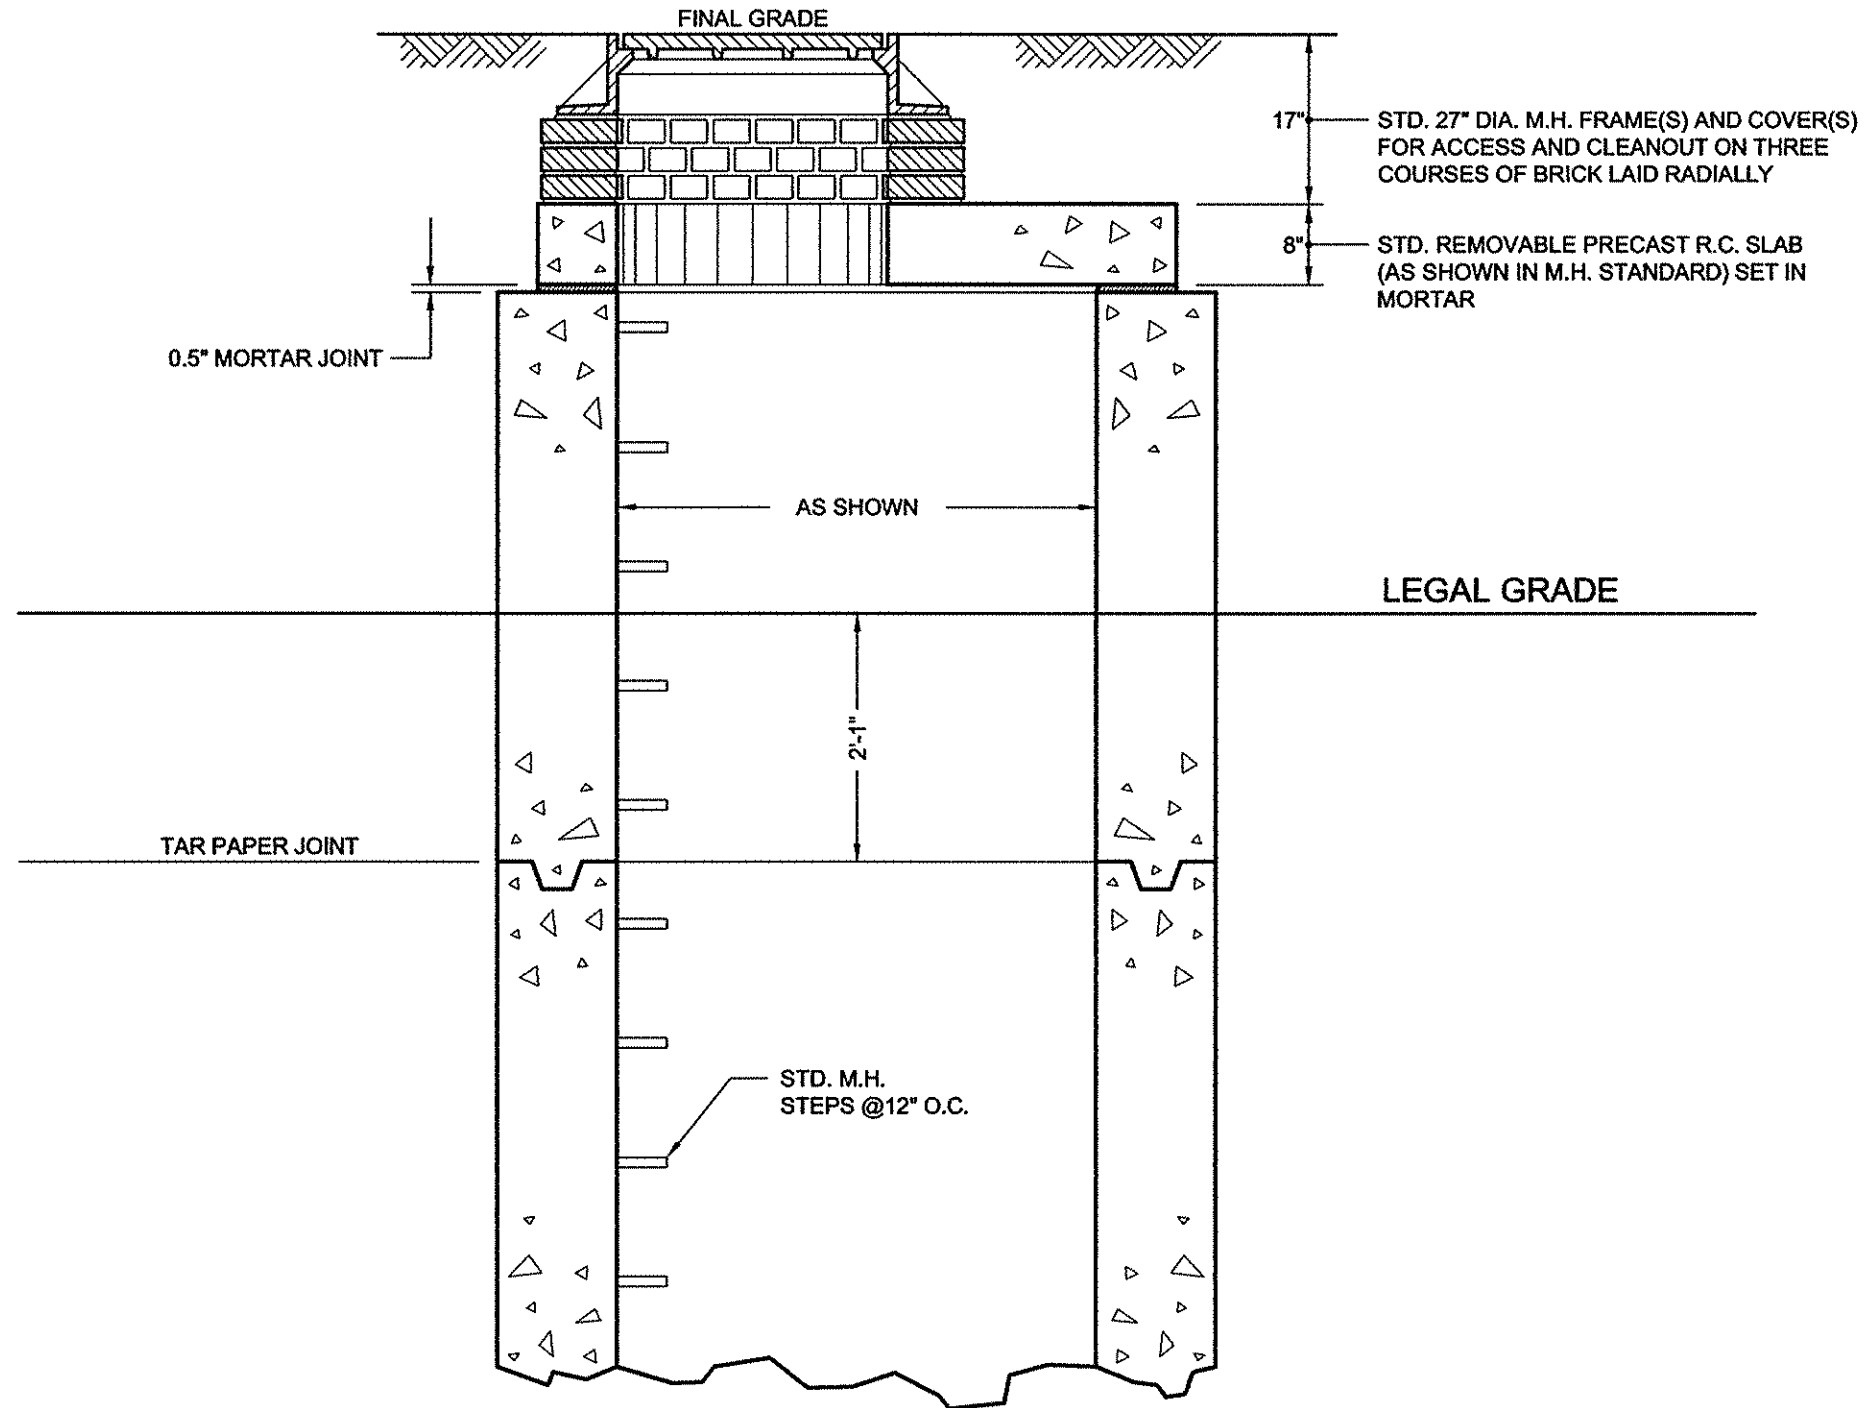 FINAL GRADE
17"
STD. 27" DIA. M.H. FRAME(S) AND COVER(S)
FOR ACCESS AND CLEANOUT ON THREE
COURSES OF BRICK LAID RADIALLY
8"
STD. REMOVABLE PRECAST R.C. SLAB
(AS SHOWN IN M.H. STANDARD) SET IN
MORTAR
0.5" MORTAR JOINT
AS SHOWN
LEGAL GRADE
2'-1"
TAR PAPER JOINT
STD. M.H.
STEPS @12" O.C.